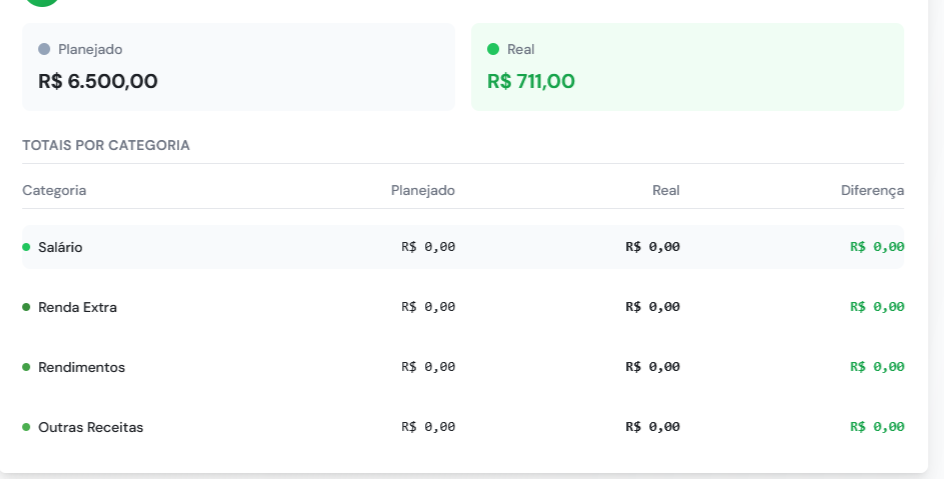 Planejado
R$ 6.500,00
Real
R$ 711,00
TOTAIS POR CATEGORIA
Categoria Planejado Real Diferença
Salário R$ 0,00 R$ 0,00 R$ 0,00
Renda Extra R$ 0,00 R$ 0,00 R$ 0,00
Rendimentos R$ 0,00 R$ 0,00 R$ 0,00
Outras Receitas R$ 0,00 R$ 0,00 R$ 0,00